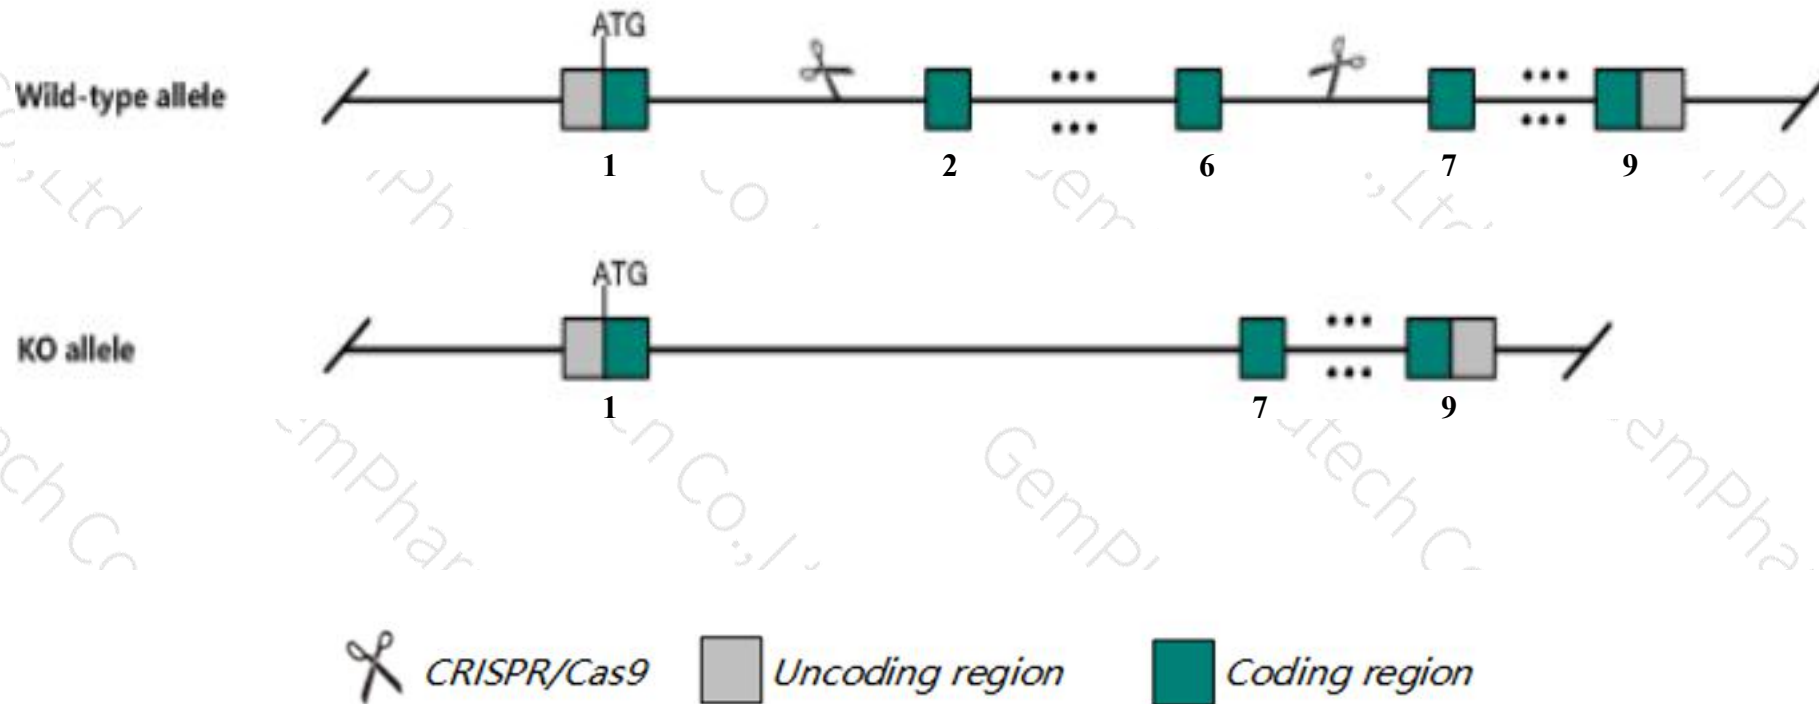 ATG
Wild-type allele
1 2 6 7 9
ATG
KO allele
1 7 9
CRISPR/Cas9 Uncoding region Coding region
GemPh